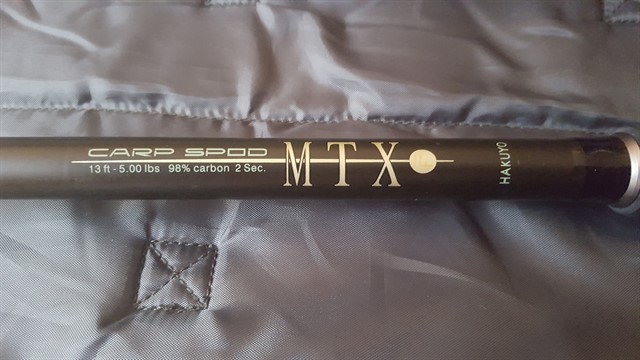 CARP SPOD
13 ft - 5.00 lbs 98% carbon 2 Sec.
MTX
HAKUYO